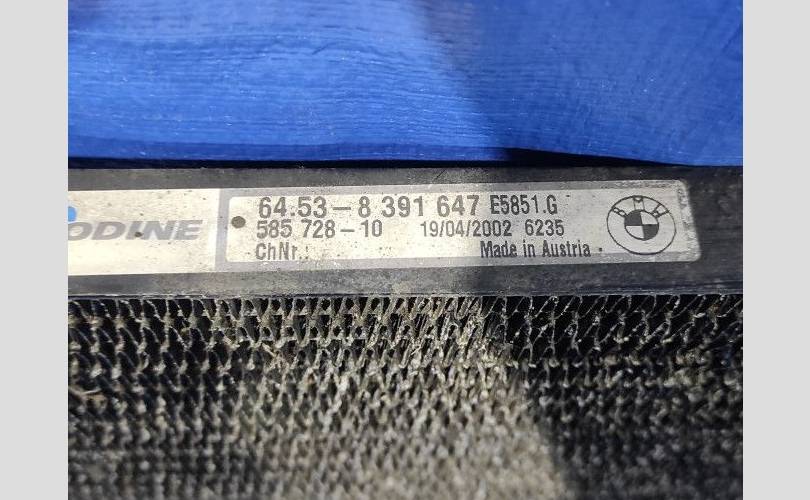 ODINE
64.53-8 391 647 E5851.G
585 728-10 19/04/2002 6235
ChNr.:
Made in Austria
BMW